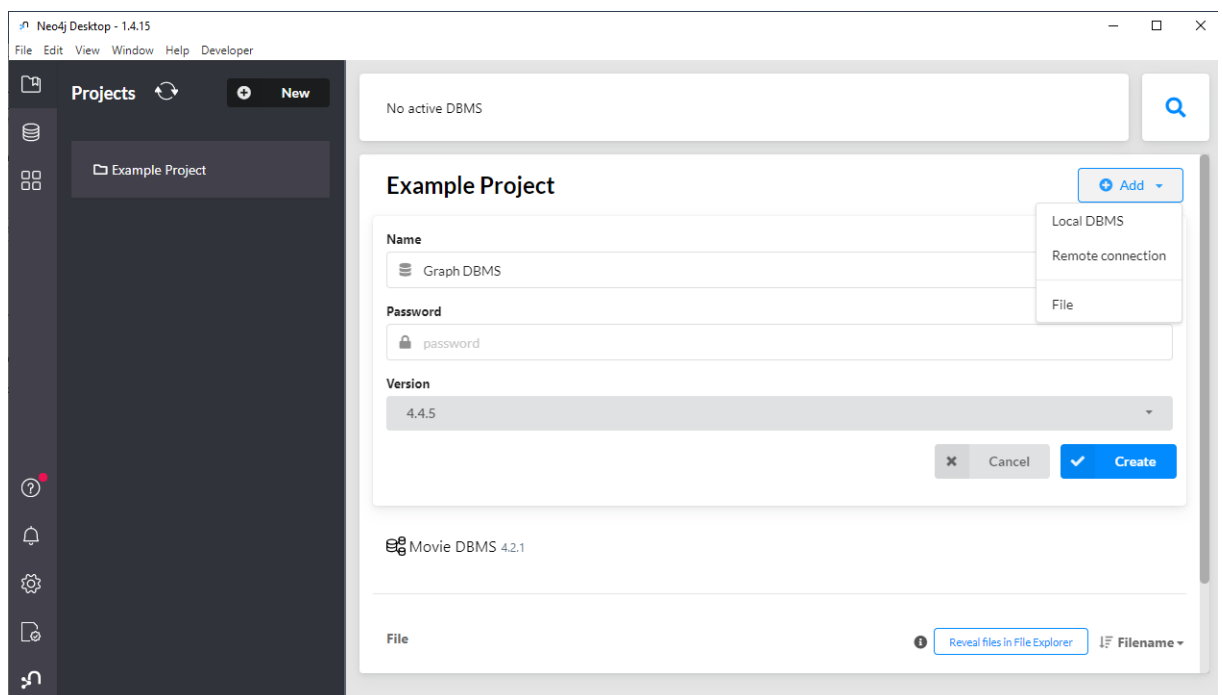 Neo4j Desktop - 1.4.15
File Edit View Window Help Developer
Projects
New
Example Project
No active DBMS
Example Project
Add
Local DBMS
Remote connection
File
Name
Graph DBMS
Password
password
Version
4.4.5
Cancel
Create
Movie DBMS 4.2.1
File
Reveal files in File Explorer
Filename